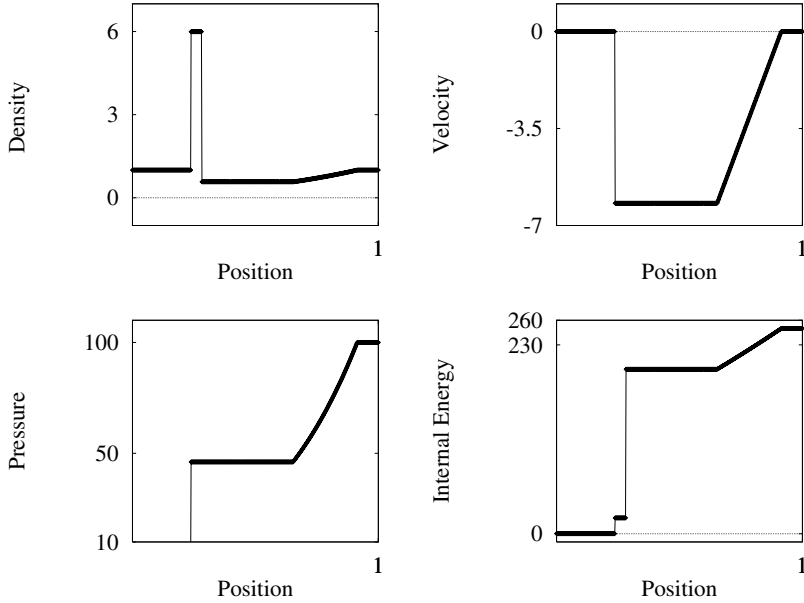 Density
6
3
0
1
Position
Velocity
0
-3.5
-7
1
Position
Pressure
100
50
10
1
Position
Internal Energy
260
230
0
1
Position